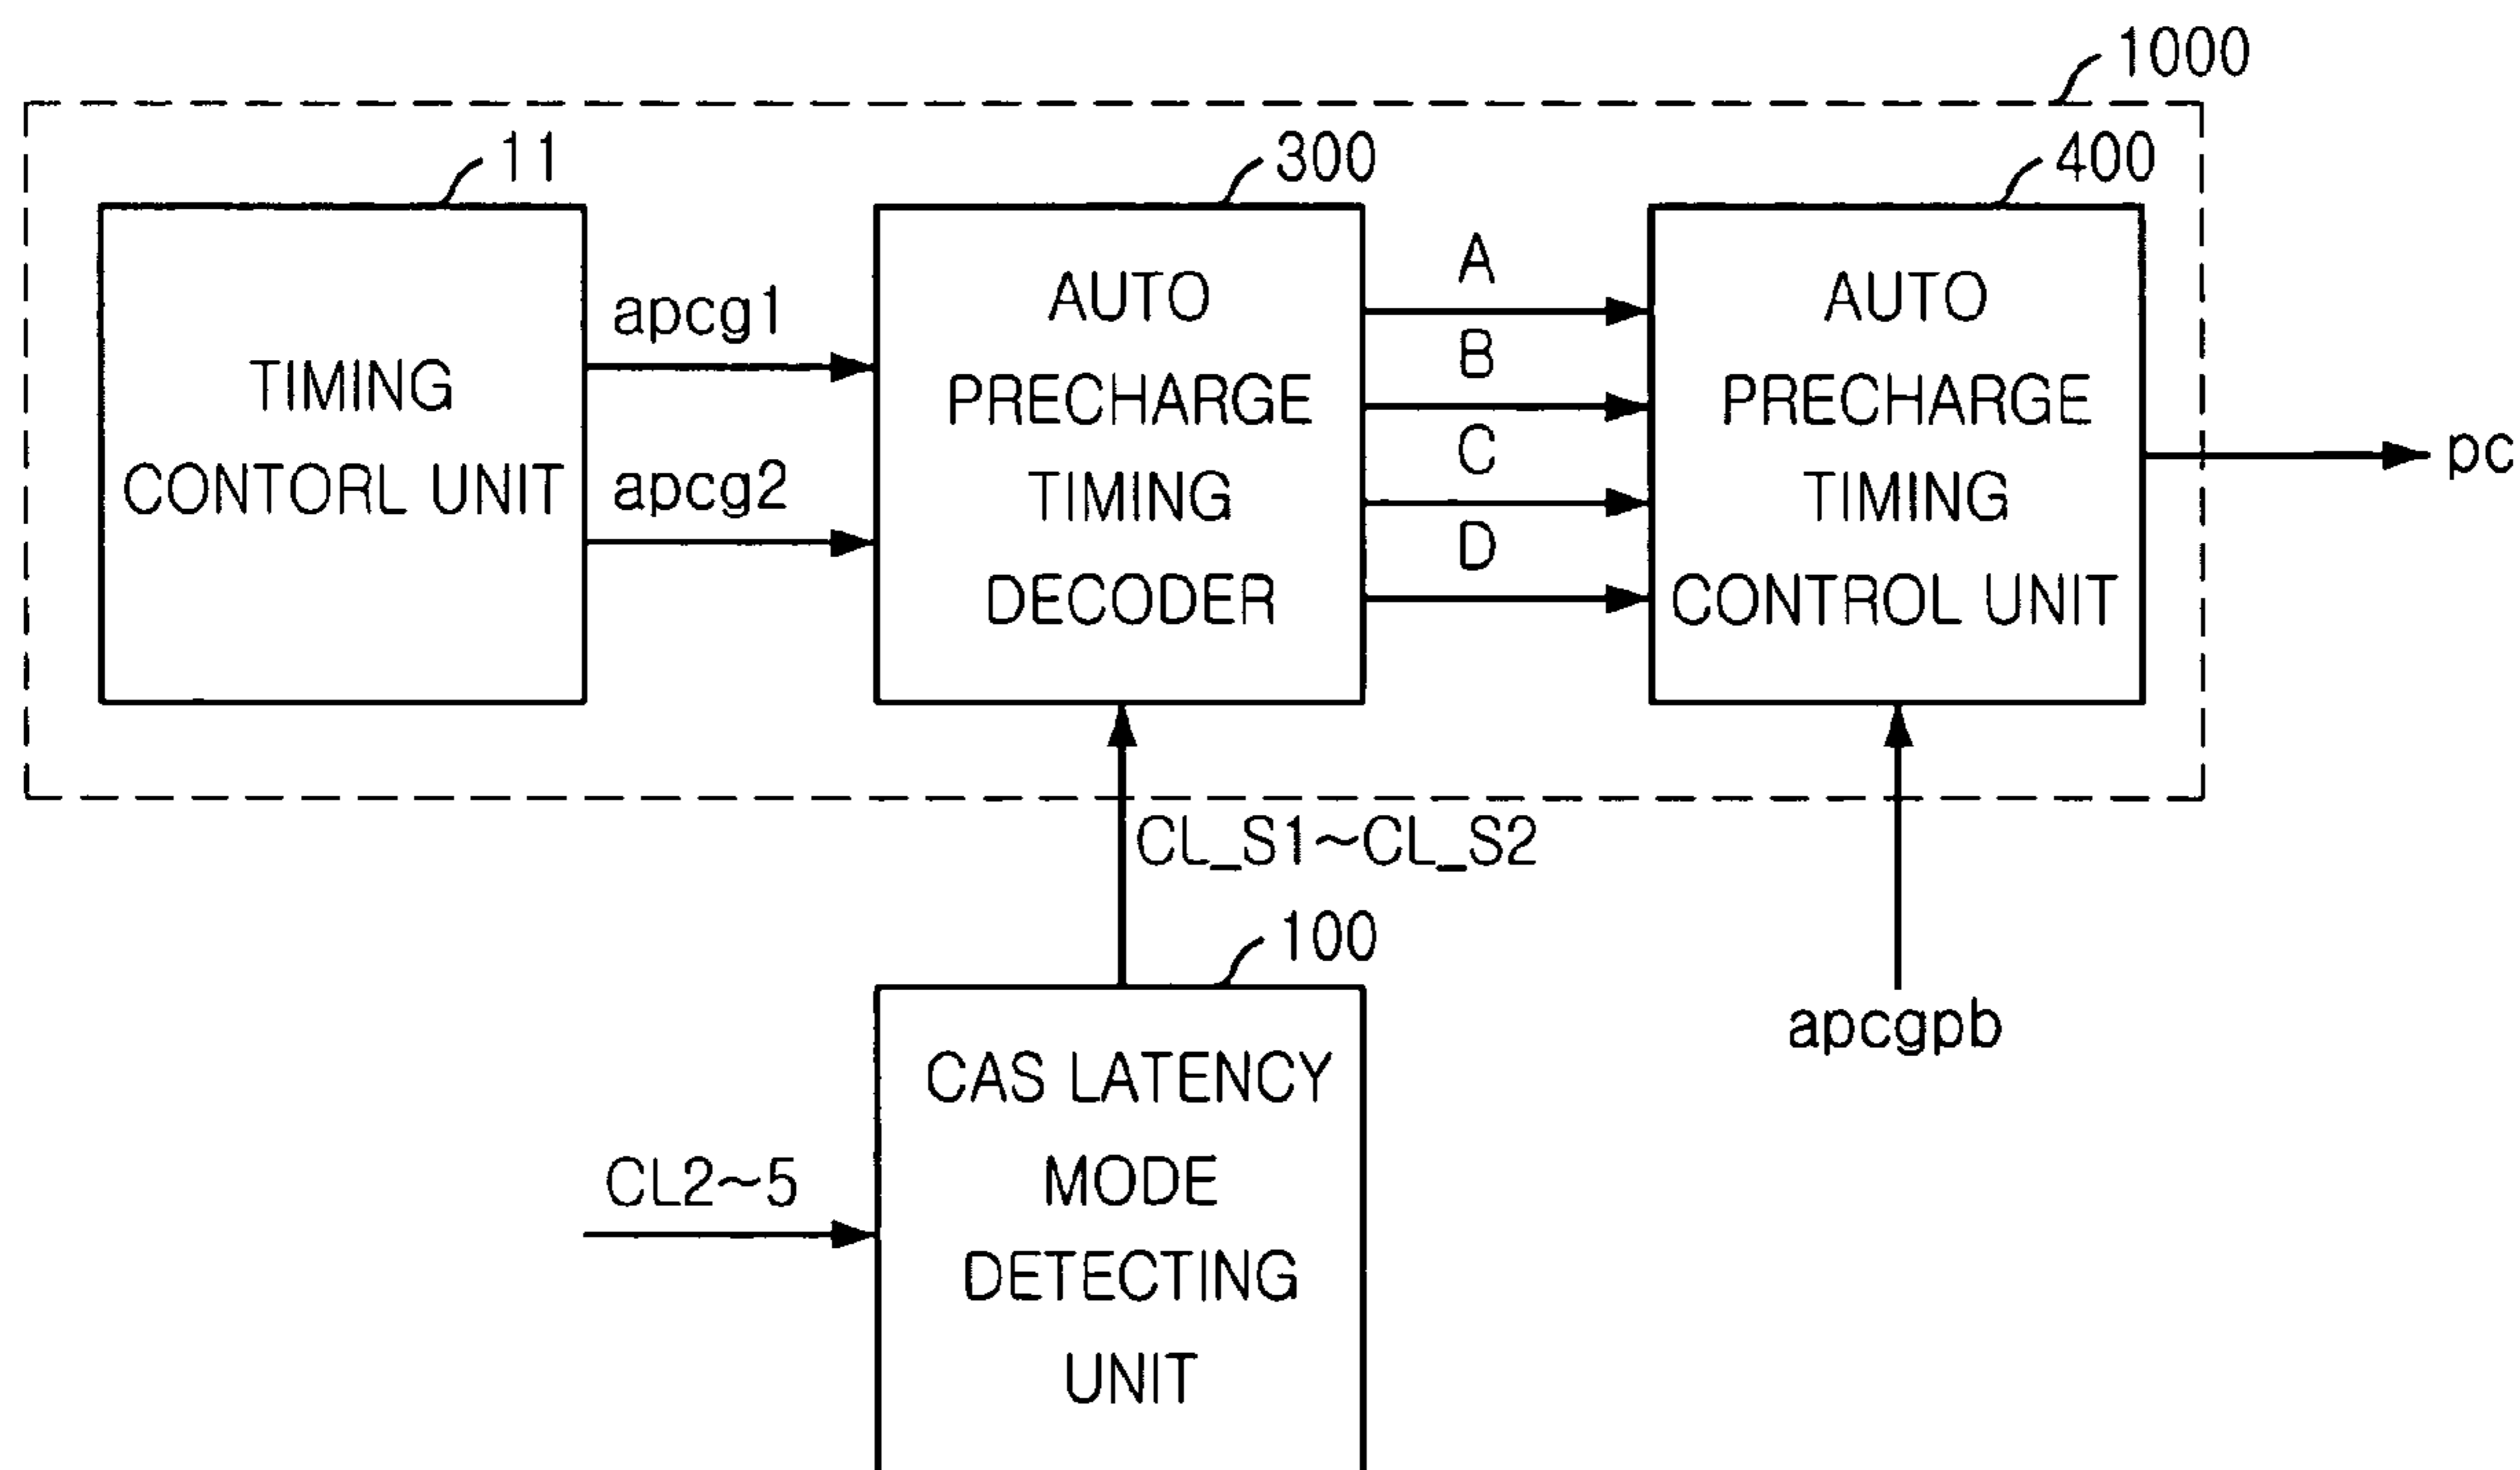 1000
11
300
400
TIMING
CONTORL UNIT
apcg1
apcg2
AUTO
PRECHARGE
TIMING
DECODER
A
B
C
D
AUTO
PRECHARGE
TIMING
CONTROL UNIT
pc
CL_S1~CL_S2
100
apcgpb
CL2~5
CAS LATENCY
MODE
DETECTING
UNIT